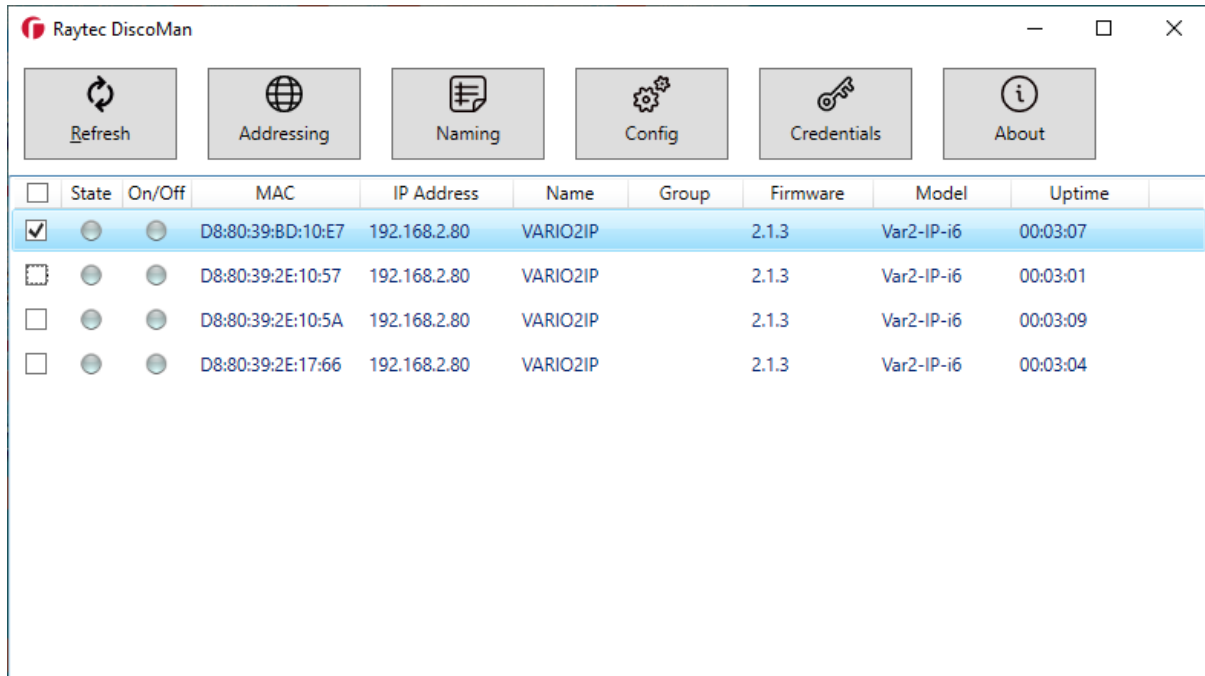 Raytec DiscoMan
Refresh Addressing Naming Config Credentials About
State On/Off MAC IP Address Name Group Firmware Model Uptime
D8:80:39:BD:10:E7 192.168.2.80 VARIO2IP 2.1.3 Var2-IP-i6 00:03:07
D8:80:39:2E:10:57 192.168.2.80 VARIO2IP 2.1.3 Var2-IP-i6 00:03:01
D8:80:39:2E:10:5A 192.168.2.80 VARIO2IP 2.1.3 Var2-IP-i6 00:03:09
D8:80:39:2E:17:66 192.168.2.80 VARIO2IP 2.1.3 Var2-IP-i6 00:03:04